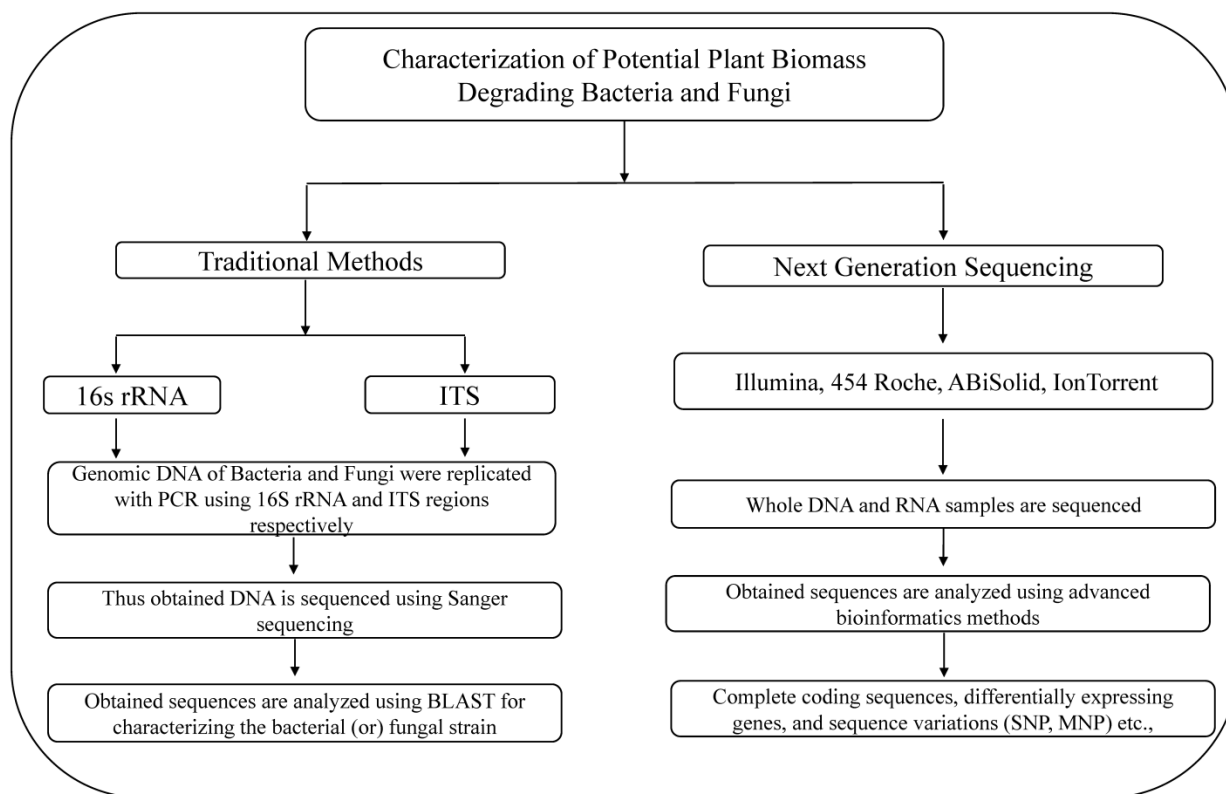 Characterization of Potential Plant Biomass
Degrading Bacteria and Fungi
Traditional Methods
Next Generation Sequencing
16s rRNA
ITS
Illumina, 454 Roche, ABiSolid, IonTorrent
Genomic DNA of Bacteria and Fungi were replicated
with PCR using 16S rRNA and ITS regions
respectively
Whole DNA and RNA samples are sequenced
Thus obtained DNA is sequenced using Sanger
sequencing
Obtained sequences are analyzed using advanced
bioinformatics methods
Obtained sequences are analyzed using BLAST for
characterizing the bacterial (or) fungal strain
Complete coding sequences, differentially expressing
genes, and sequence variations (SNP, MNP) etc.,